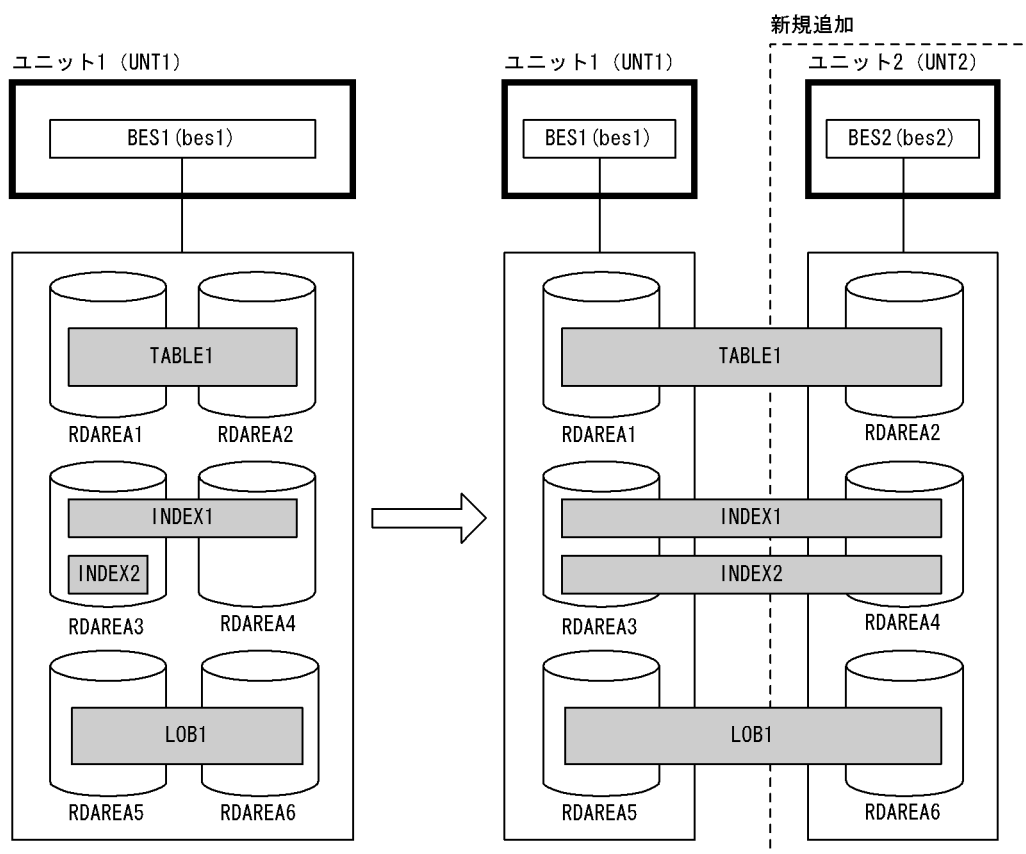 新規追加
ユニット1 (UNT1)
ユニット1 (UNT1)
ユニット2 (UNT2)
BES1(bes1)
BES1(bes1)
BES2(bes2)
TABLE1
TABLE1
RDAREA1
RDAREA2
RDAREA1
RDAREA2
INDEX1
INDEX1
INDEX2
INDEX2
RDAREA3
RDAREA4
RDAREA3
RDAREA4
LOB1
LOB1
RDAREA5
RDAREA6
RDAREA5
RDAREA6